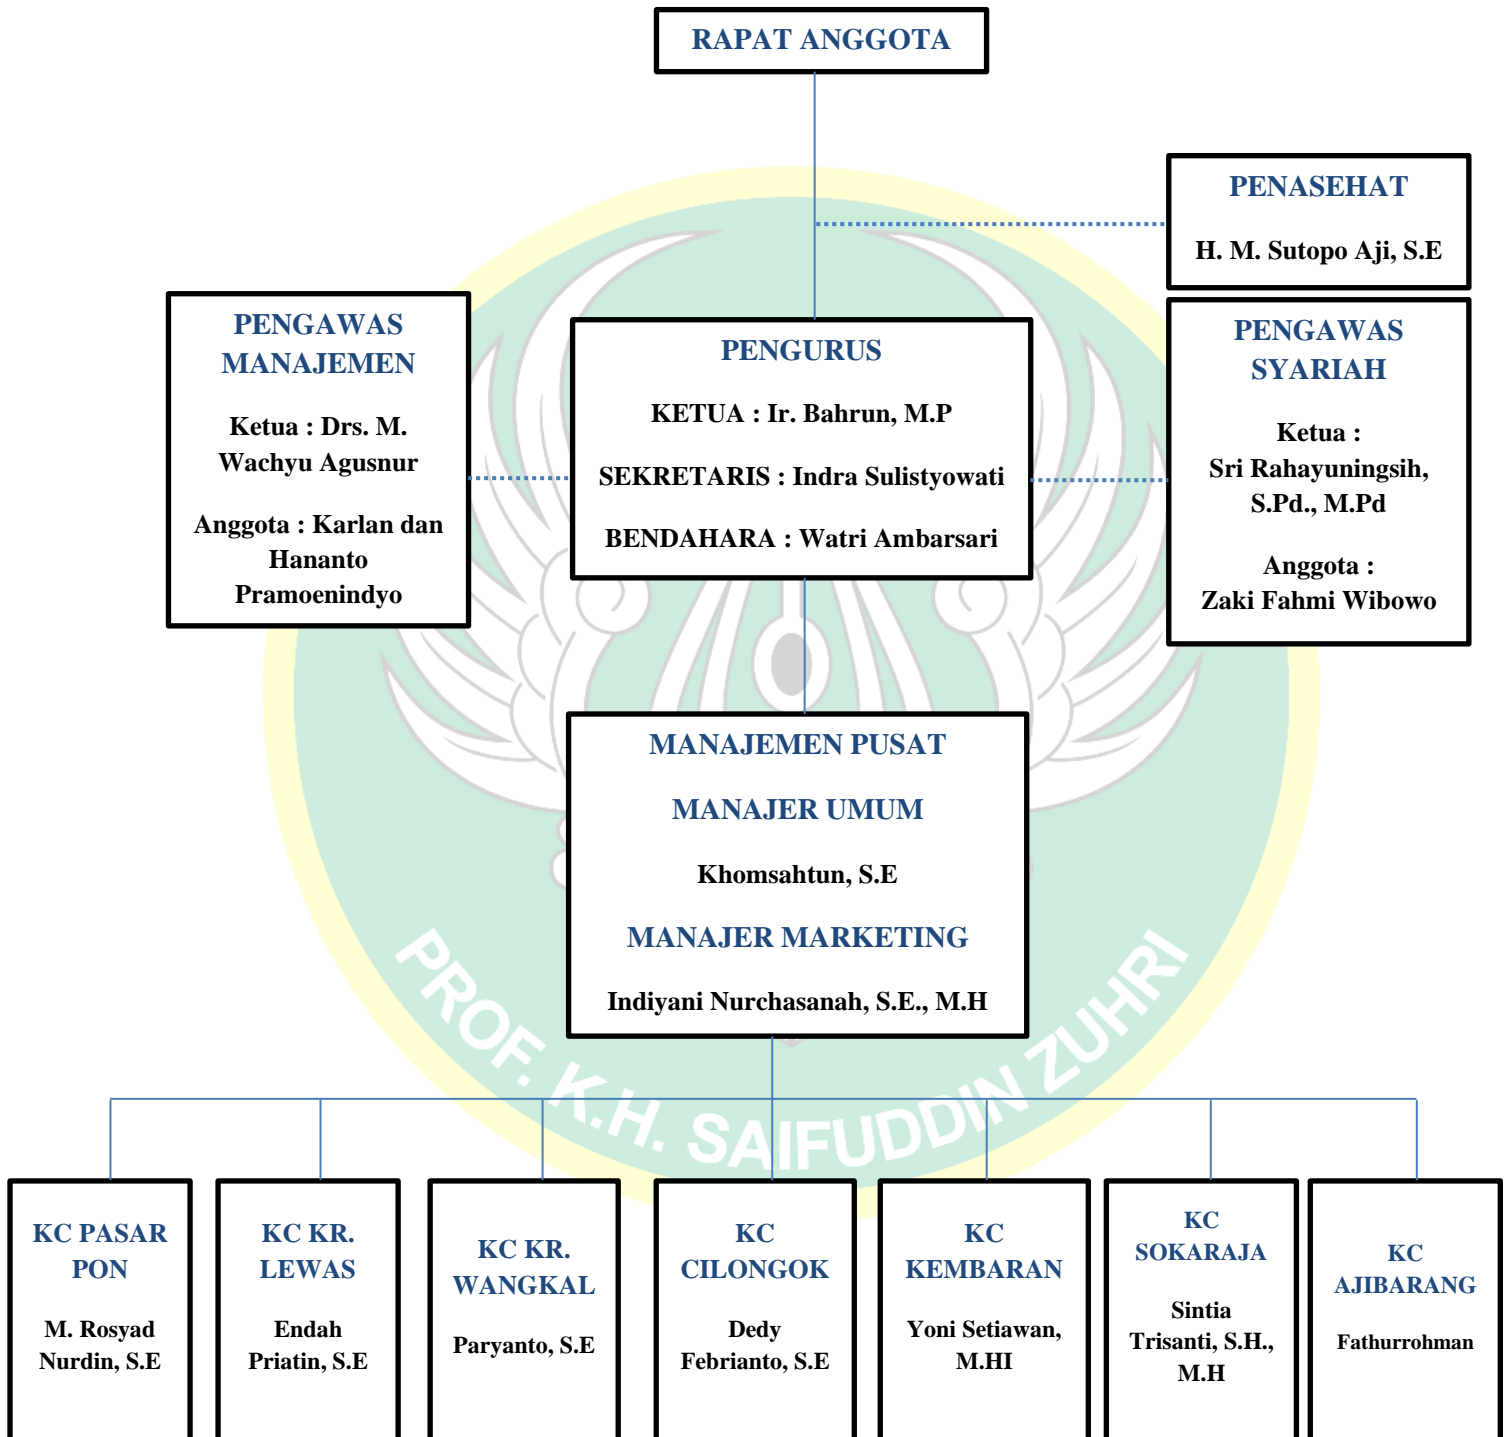 RAPAT ANGGOTA
PENASEHAT
H. M. Sutopo Aji, S.E
PENGAWAS
MANAJEMEN
Ketua : Drs. M.
Wachyu Agusnur
Anggota : Karlan dan
Hananto
Pramoenindyo
PENGURUS
KETUA : Ir. Bahrun, M.P
SEKRETARIS : Indra Sulistyowati
BENDAHARA : Watri Ambarsari
PENGAWAS
SYARIAH
Ketua :
Sri Rahayuningsih,
S.Pd., M.Pd
Anggota :
Zaki Fahmi Wibowo
MANAJEMEN PUSAT
MANAJER UMUM
Khomsahtun, S.E
MANAJER MARKETING
Indiyani Nurchasanah, S.E., M.H
PROF. K.H. SAIFUDDIN ZUHRI
KC PASAR
PON
M. Rosyad
Nurdin, S.E
KC KR.
LEWAS
Endah
Priatin, S.E
KC KR.
WANGKAL
Paryanto, S.E
KC
CILONGOK
Dedy
Febrianto, S.E
KC
KEMBARAN
Yoni Setiawan,
M.HI
KC
SOKARAJA
Sintia
Trisanti, S.H.,
M.H
KC
AJIBARANG
Fathurrohman